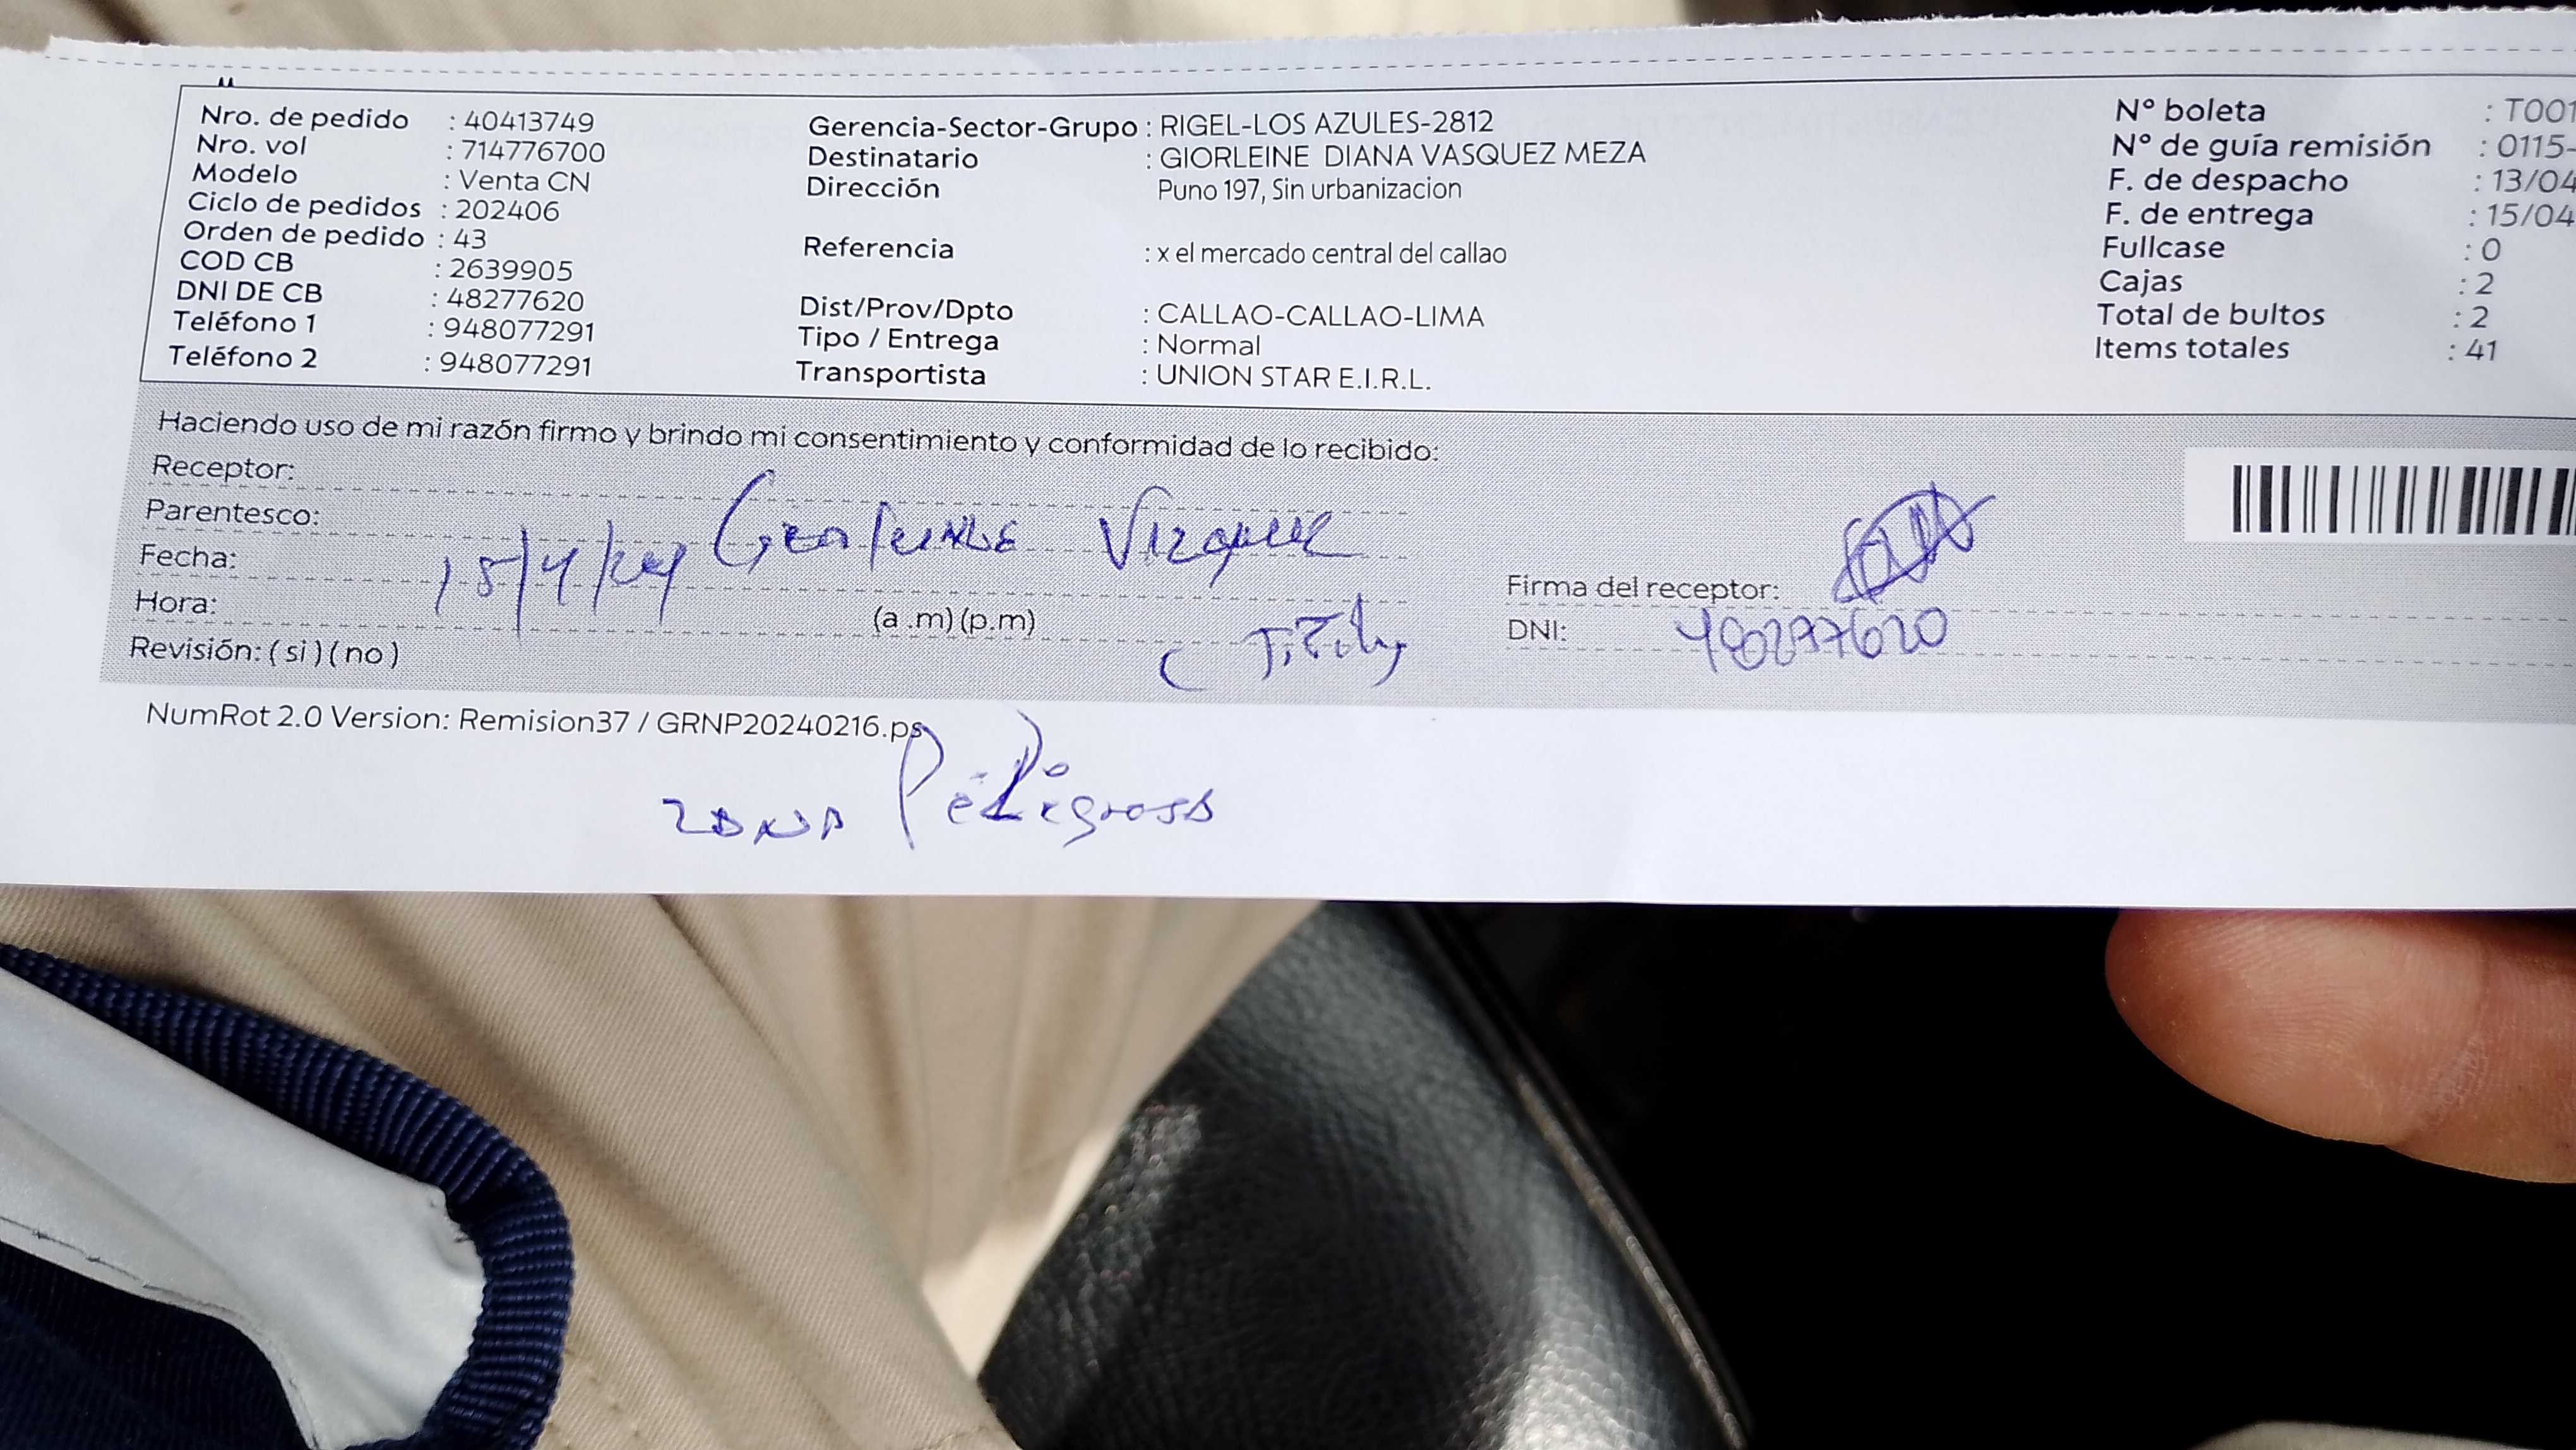 Nro. de pedido : 40413749
Nro. vol : 714776700
Modelo : Venta CN
Ciclo de pedidos : 202406
Orden de pedido : 43
COD CB : 2639905
DNI DE CB : 48277620
Teléfono 1 : 948077291
Teléfono 2 : 948077291
Gerencia-Sector-Grupo : RIGEL-LOS AZULES-2812
Destinatario : GIORLEINE DIANA VASQUEZ MEZA
Dirección Puno 197, Sin urbanizacion
Referencia : x el mercado central del callao
Dist/Prov/Dpto : CALLAO-CALLAO-LIMA
Tipo / Entrega : Normal
Transportista : UNION STAR E.I.R.L.
N° boleta : T001
N° de guía remisión : 0115-
F. de despacho : 13/04
F. de entrega : 15/04
Fullcase : 0
Cajas : 2
Total de bultos : 2
Items totales : 41
Haciendo uso de mi razón firmo y brindo mi consentimiento y conformidad de lo recibido:
Receptor:
Parentesco:
Fecha: 15/4/24
Hora: (a .m) (p.m)
Revisión: ( si ) ( no )
Firma del receptor:
DNI: 48277620
NumRot 2.0 Version: Remision37 / GRNP20240216.ps
ZONA Peligrosa